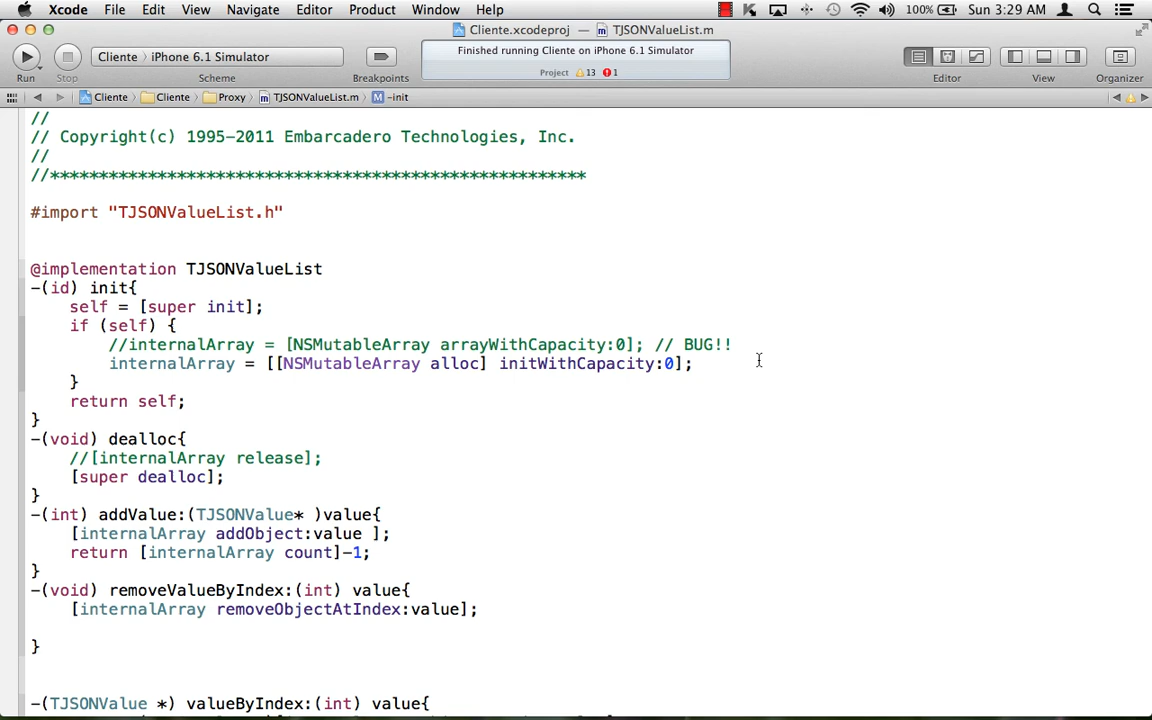 Xcode File Edit View Navigate Editor Product Window Help 100% Sun 3:29 AM
Cliente.xcodeproj — TJSONValueList.m
Cliente 〉 iPhone 6.1 Simulator
Finished running Cliente on iPhone 6.1 Simulator
Project 13 1
Run Stop Scheme Breakpoints Editor View Organizer
Cliente Cliente Proxy TJSONValueList.m M -init
//
// Copyright(c) 1995-2011 Embarcadero Technologies, Inc.
//
//*******************************************************
#import "TJSONValueList.h"
@implementation TJSONValueList
-(id) init{
self = [super init];
if (self) {
//internalArray = [NSMutableArray arrayWithCapacity:0]; // BUG!!
internalArray = [[NSMutableArray alloc] initWithCapacity:0];
}
return self;
}
-(void) dealloc{
//[internalArray release];
[super dealloc];
}
-(int) addValue:(TJSONValue* )value{
[internalArray addObject:value ];
return [internalArray count]-1;
}
-(void) removeValueByIndex:(int) value{
[internalArray removeObjectAtIndex:value];
}
-(TJSONValue *) valueByIndex:(int) value{